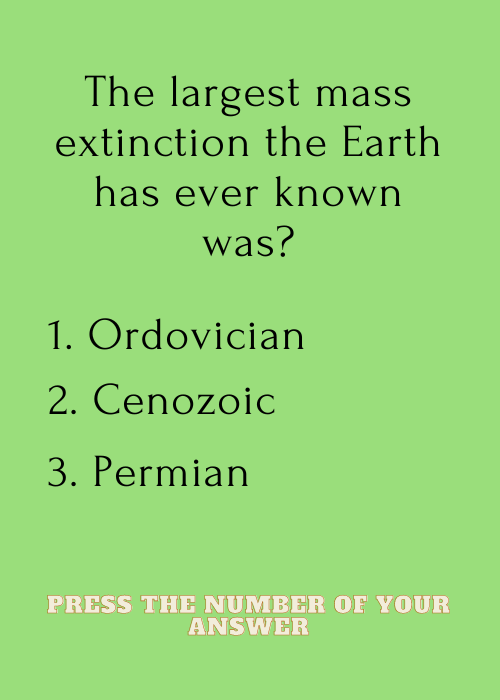 The largest mass
extinction the Earth
has ever known
was?
1. Ordovician
2. Cenozoic
3. Permian
PRESS THE NUMBER OF YOUR
ANSWER